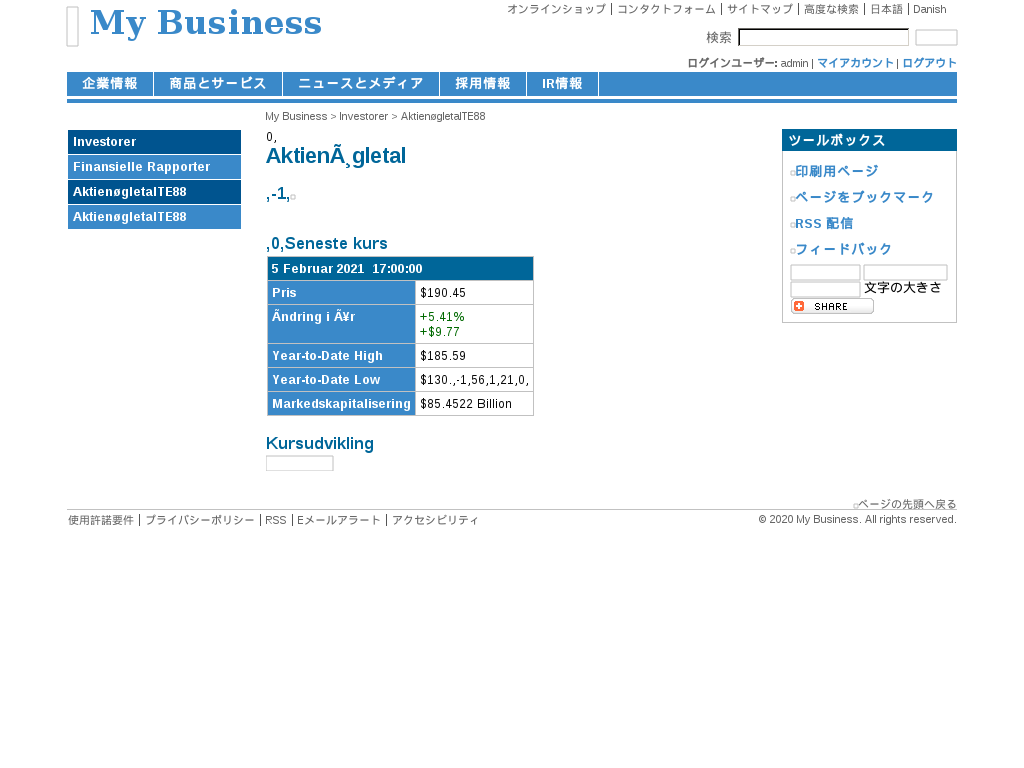 My Business
オンラインショップ | コンタクトフォーム | サイトマップ | 高度な検索 | 日本語 | Danish
検索
ログインユーザー: admin | マイアカウント | ログアウト
企業情報 商品とサービス ニュースとメディア 採用情報 IR情報
My Business > Investorer > AktienøgletalTE88
Investorer
Finansielle Rapporter
AktienøgletalTE88
AktienøgletalTE88
0,
AktienÃ¸gletal
,-1,
,0,Seneste kurs
5 Februar 2021 17:00:00
Pris $190.45
Ãndring i Ã¥r +5.41%
+$9.77
Year-to-Date High $185.59
Year-to-Date Low $130.,-1,56,1,21,0,
Markedskapitalisering $85.4522 Billion
Kursudvikling
ツールボックス
印刷用ページ
ページをブックマーク
RSS 配信
フィードバック
文字の大きさ
SHARE
ページの先頭へ戻る
使用許諾要件 | プライバシーポリシー | RSS | Eメールアラート | アクセシビリティ
© 2020 My Business. All rights reserved.